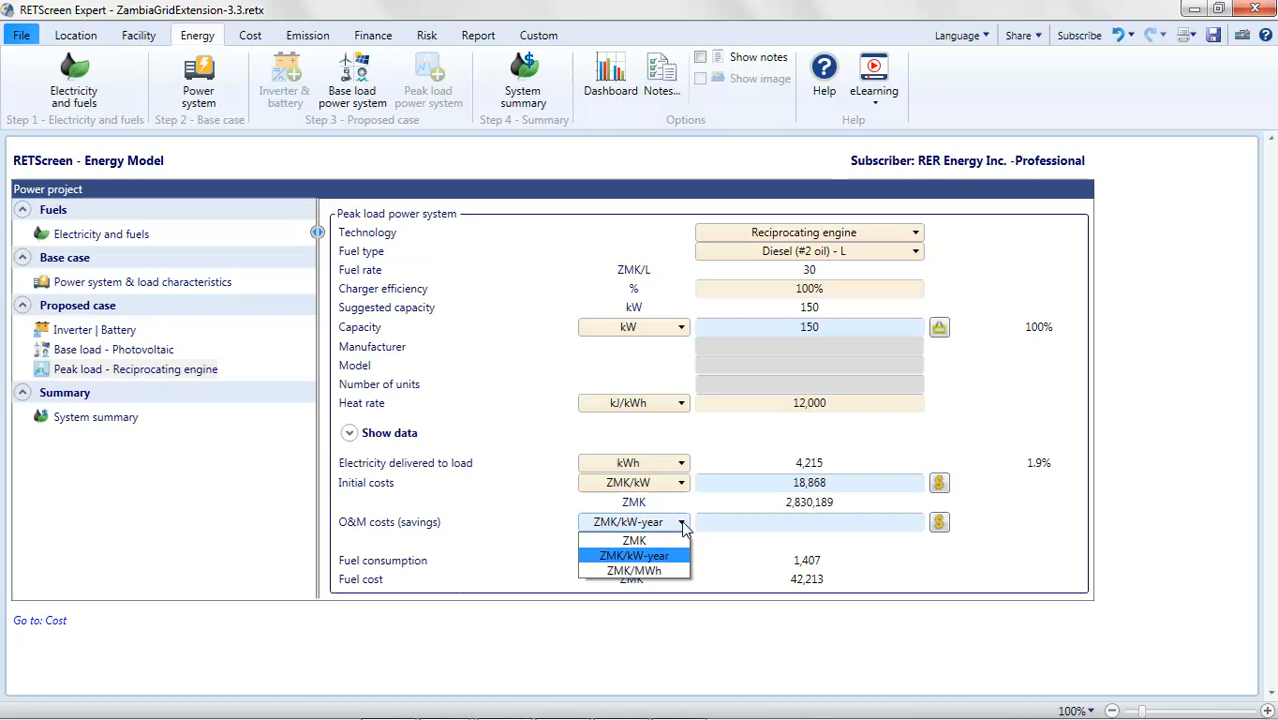 RETScreen Expert - ZambiaGridExtension-3.3.retx
File Location Facility Energy Cost Emission Finance Risk Report Custom Language Share Subscribe
Electricity and fuels
Power system
Inverter & battery
Base load power system
Peak load power system
System summary
Dashboard
Notes...
Show notes
Show image
Help
eLearning
Step 1 - Electricity and fuels Step 2 - Base case Step 3 - Proposed case Step 4 - Summary Options Help
RETScreen - Energy Model Subscriber: RER Energy Inc. -Professional
Power project
Fuels
Electricity and fuels
Base case
Power system & load characteristics
Proposed case
Inverter | Battery
Base load - Photovoltaic
Peak load - Reciprocating engine
Summary
System summary
Peak load power system
Technology Reciprocating engine
Fuel type Diesel (#2 oil) - L
Fuel rate ZMK/L 30
Charger efficiency % 100%
Suggested capacity kW 150
Capacity kW 150 100%
Manufacturer
Model
Number of units
Heat rate kJ/kWh 12,000
Show data
Electricity delivered to load kWh 4,215 1.9%
Initial costs ZMK/kW 18,868
ZMK 2,830,189
O&M costs (savings) ZMK/kW-year
ZMK
ZMK/kW-year
ZMK/MWh
Fuel consumption 1,407
Fuel cost ZMK 42,213
Go to: Cost
100%